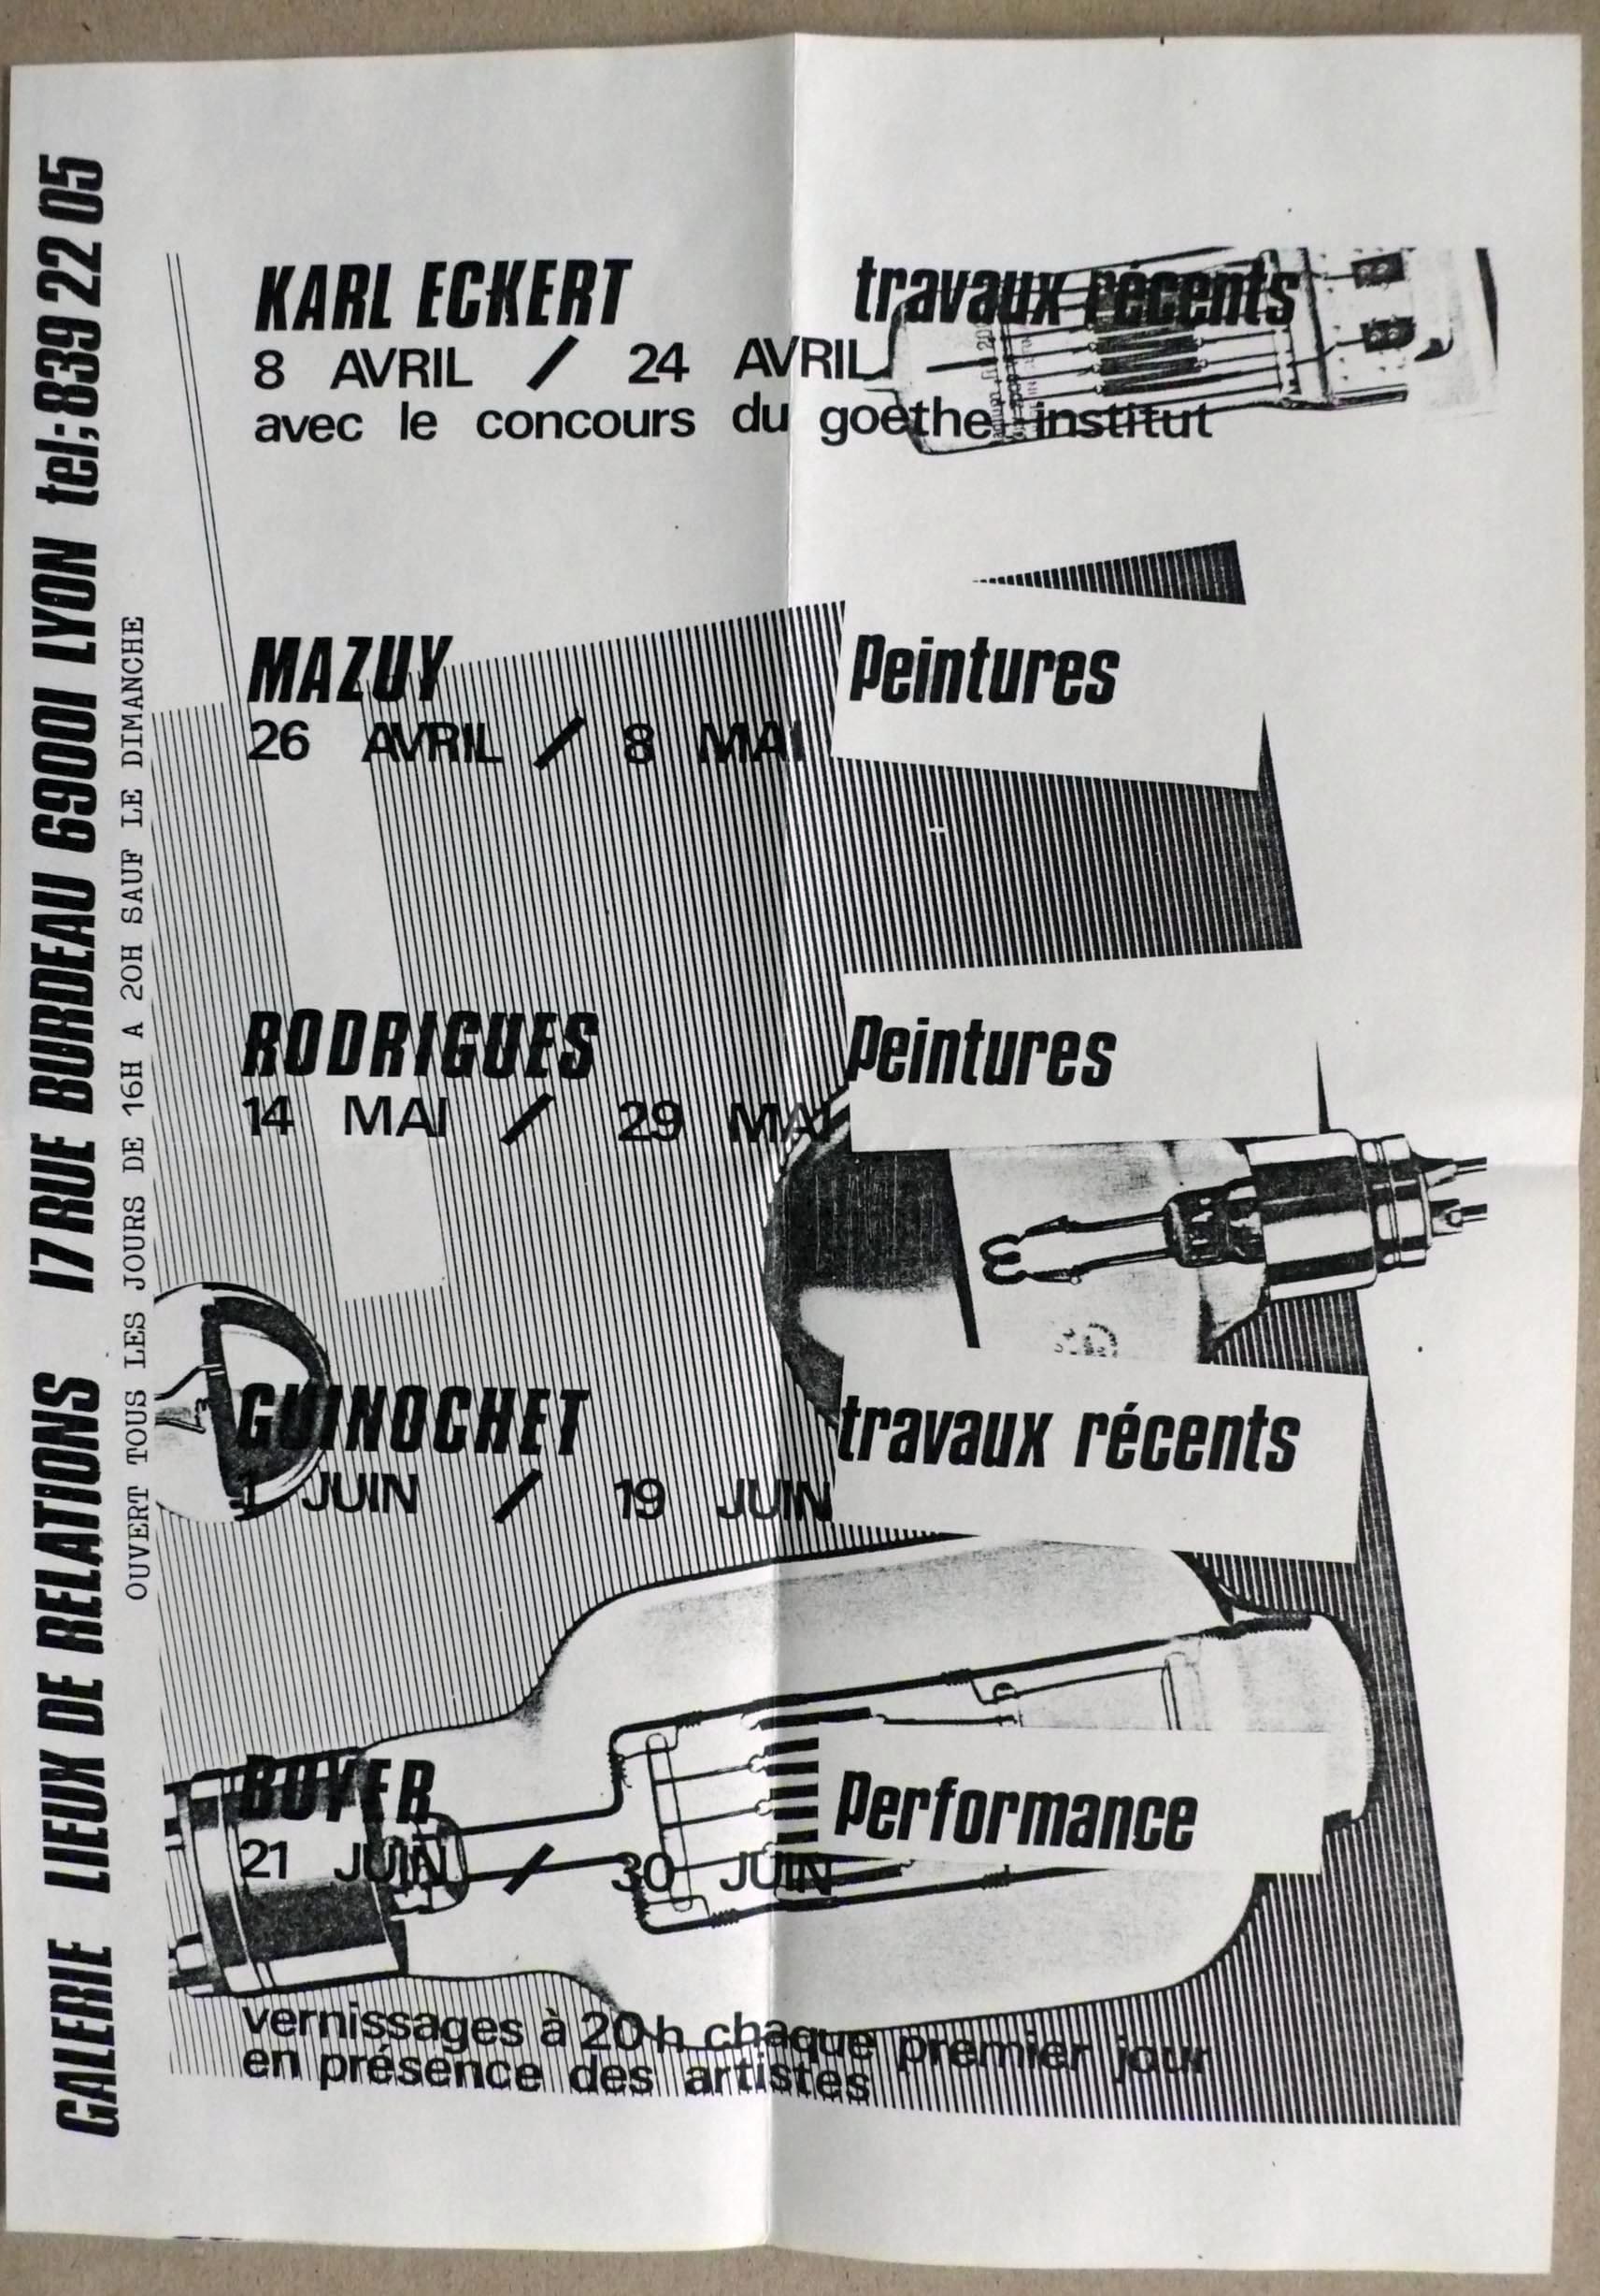 GALERIE LIEUX DE RELATIONS 17 RUE BURDEAU 69001 LYON tel; 839 22 05
OUVERT TOUS LES JOURS DE 16H A 20H SAUF LE DIMANCHE
KARL ECKERT travaux récents
8 AVRIL / 24 AVRIL
avec le concours du goethe institut
MAZUY Peintures
26 AVRIL / 8 MAI
RODRIGUES Peintures
14 MAI / 29 MAI
GUINOCHET travaux récents
1 JUIN / 19 JUIN
BOYER Performance
21 JUIN / 30 JUIN
vernissages à 20h chaque premier jour
en présence des artistes